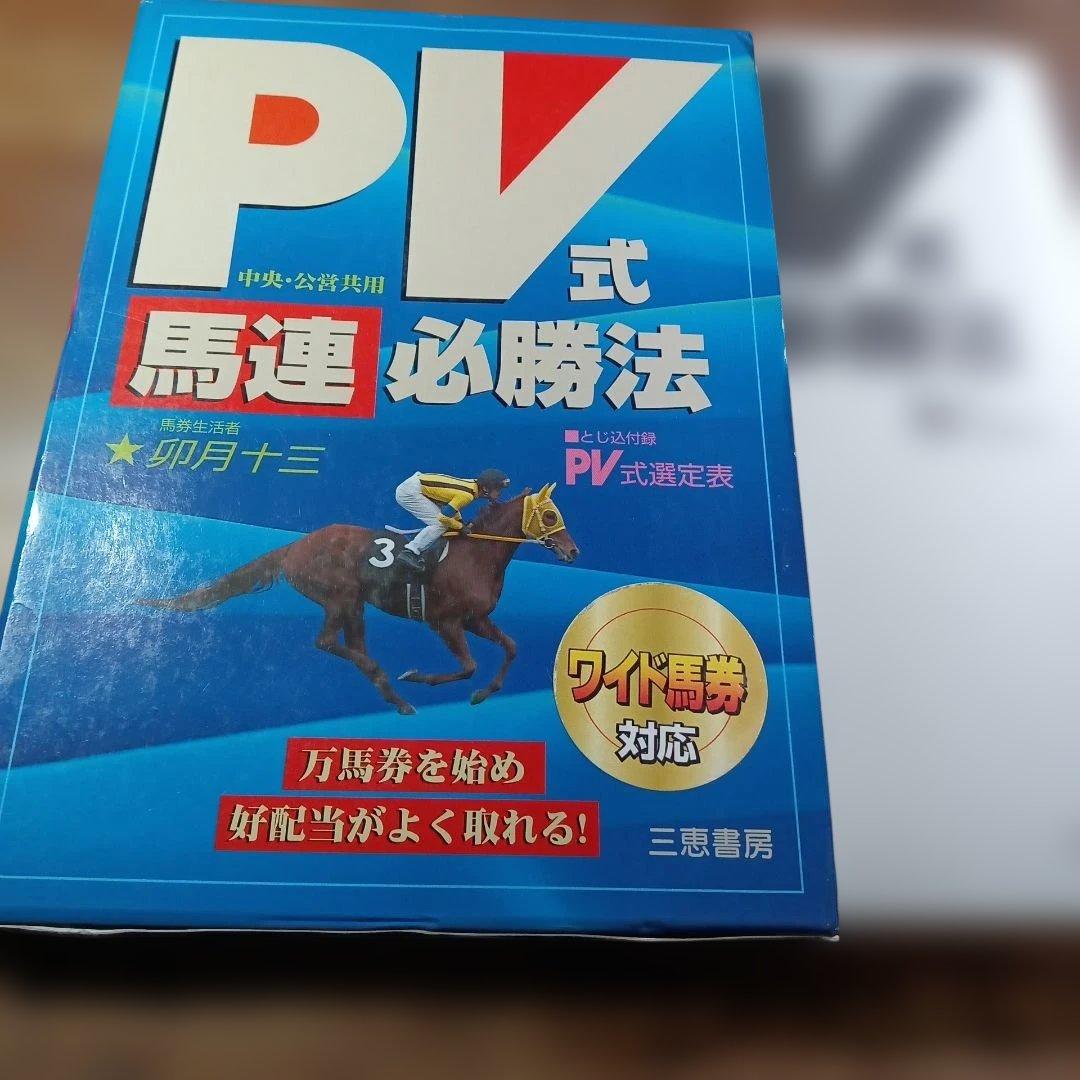 PV式
中央・公営共用
馬連必勝法
馬券生活者
★卯月十三
■とじ込付録
PV式選定表
3
ワイド馬券
対応
万馬券を始め
好配当がよく取れる!
三恵書房